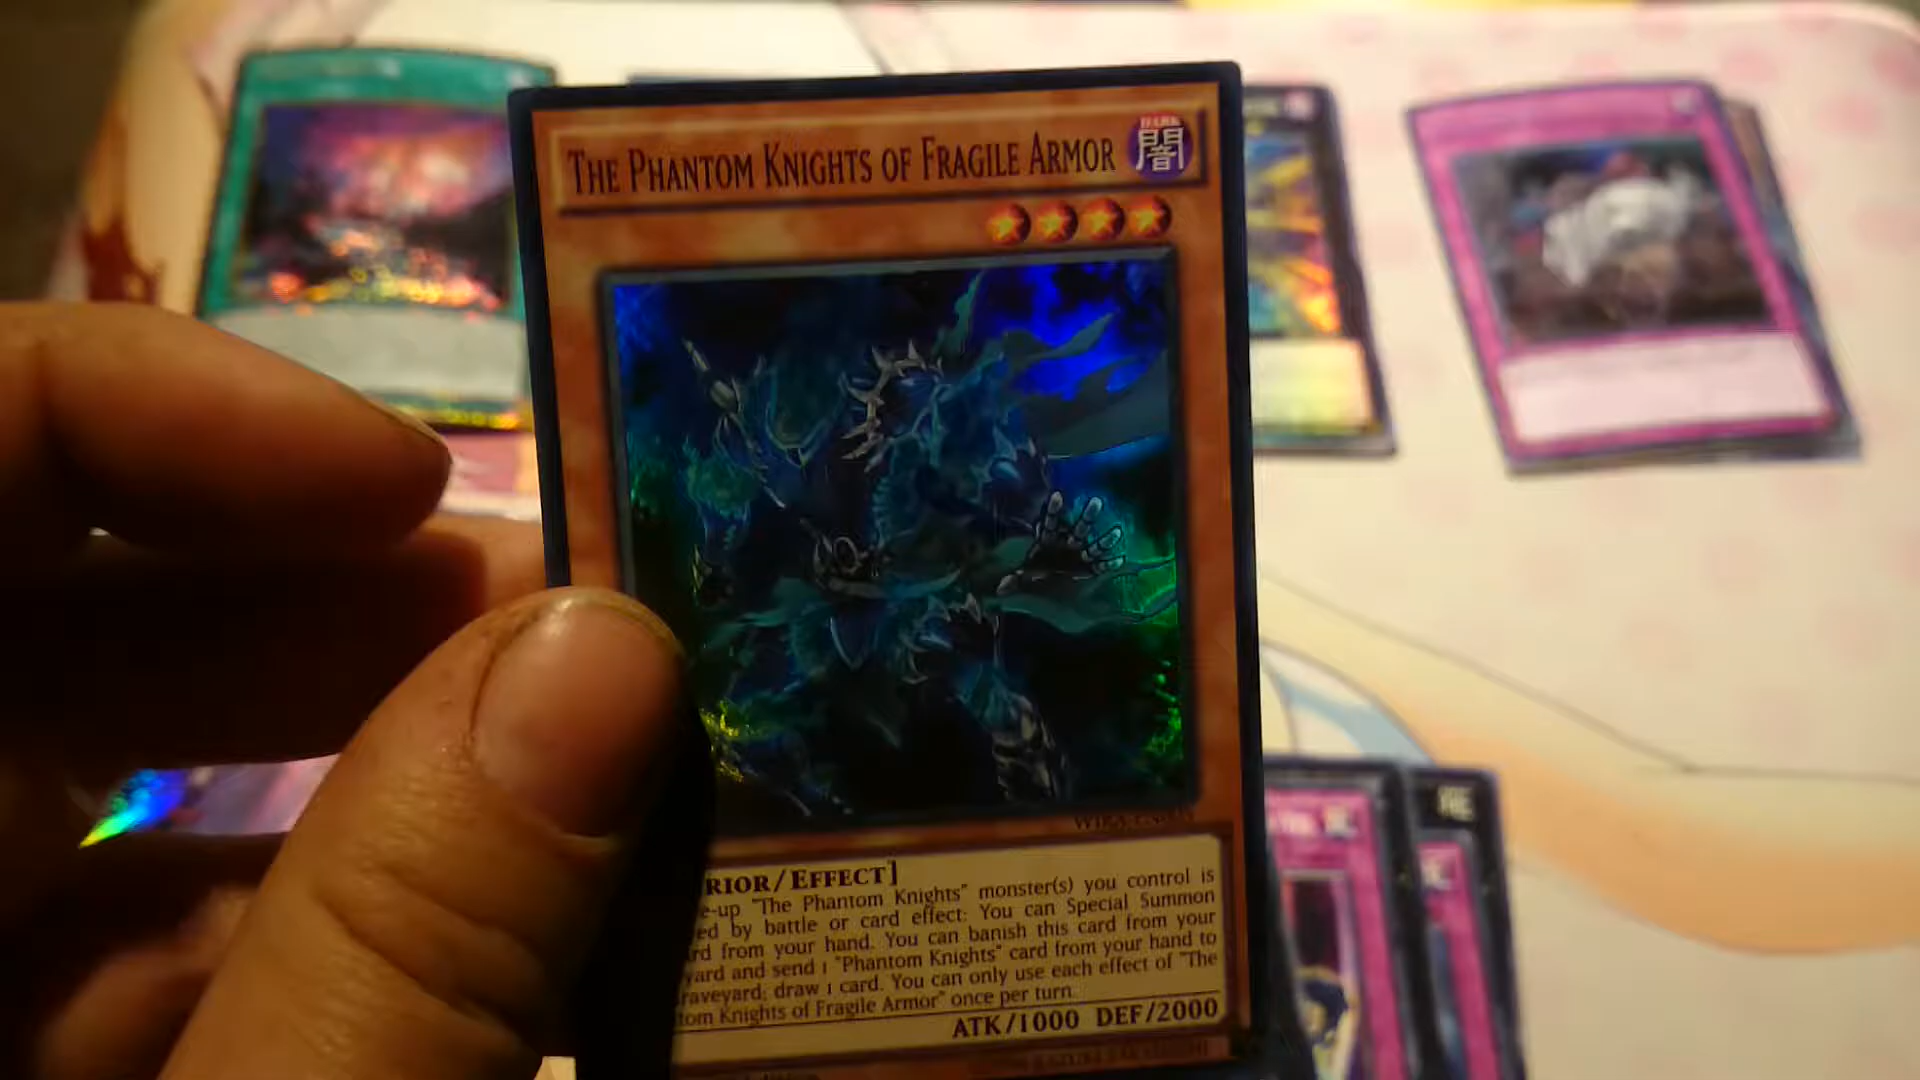 THE PHANTOM KNIGHTS OF FRAGILE ARMOR
DARK
闇
RIOR/EFFECT]
e-up "The Phantom Knights" monster(s) you control is
ed by battle or card effect: You can Special Summon
rd from your hand. You can banish this card from your
yard and send 1 "Phantom Knights" card from your hand to
raveyard; draw 1 card. You can only use each effect of "The
tom Knights of Fragile Armor" once per turn.
ATK/1000 DEF/2000